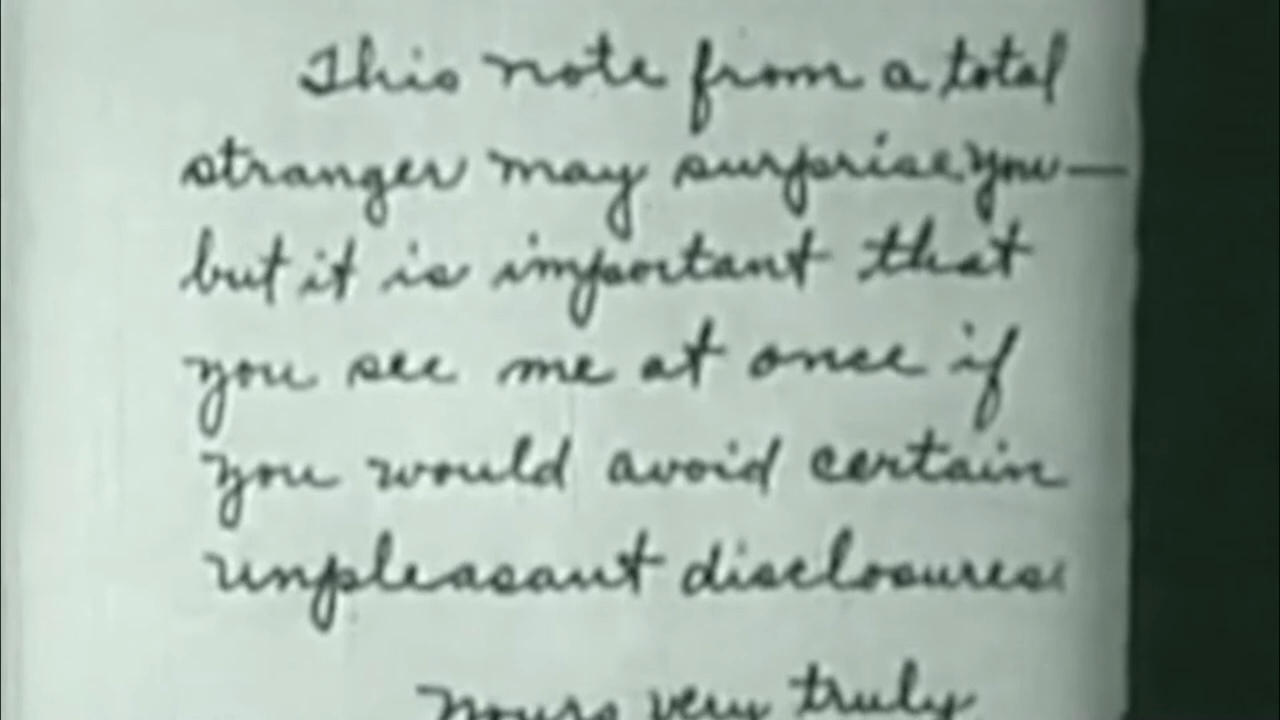 This note from a total
stranger may surprise you—
but it is important that
you see me at once if
you would avoid certain
unpleasant disclosures.
Yours very truly